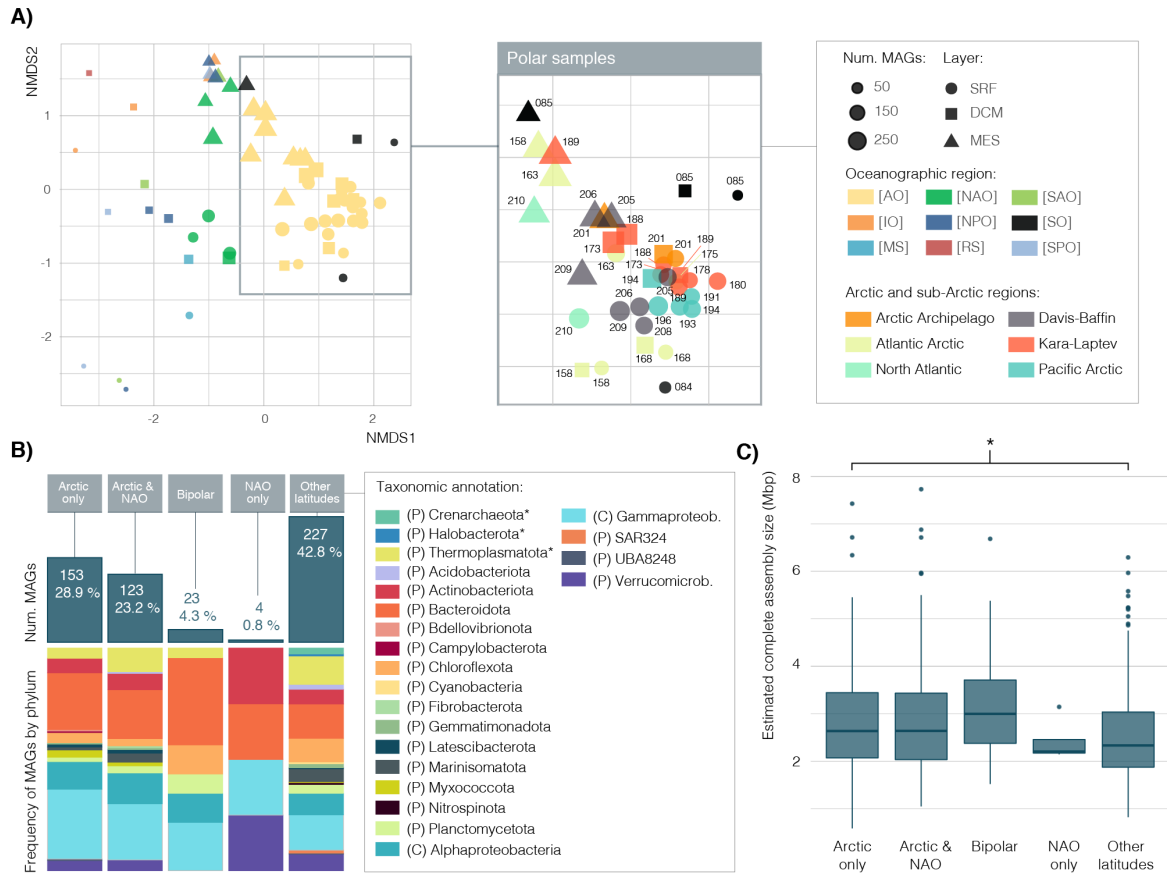 A)
NMDS2
1
0
-1
-2
-2
0
2
NMDS1
Polar samples
085
158
189
163
210
206
205
085
085
201
188
173
201
201
189
188
163
173
175
209
194
178
180
205
206
189
191
210
209
196
193
194
208
168
168
158
158
084
Num. MAGs:
Layer:
50
SRF
150
DCM
250
MES
Oceanographic region:
[AO]
[NAO]
[SAO]
[IO]
[NPO]
[SO]
[MS]
[RS]
[SPO]
Arctic and sub-Arctic regions:
Arctic Archipelago
Davis-Baffin
Atlantic Arctic
Kara-Laptev
North Atlantic
Pacific Arctic
B)
Arctic
only
Arctic &
NAO
Bipolar
NAO
only
Other
latitudes
Num. MAGs
153
28.9 %
123
23.2 %
23
4.3 %
4
0.8 %
227
42.8 %
Frequency of MAGs by phylum
Taxonomic annotation:
(P) Crenarchaeota*
(P) Halobacterota*
(P) Thermoplasmatota*
(P) Acidobacteriota
(P) Actinobacteriota
(P) Bacteroidota
(P) Bdellovibrionota
(P) Campylobacterota
(P) Chloroflexota
(P) Cyanobacteria
(P) Fibrobacterota
(P) Gemmatimonadota
(P) Latescibacterota
(P) Marinisomatota
(P) Myxococcota
(P) Nitrospinota
(P) Planctomycetota
(C) Alphaproteobacteria
(C) Gammaproteob.
(P) SAR324
(P) UBA8248
(P) Verrucomicrob.
C)
*
Estimated complete assembly size (Mbp)
8
6
4
2
Arctic
only
Arctic &
NAO
Bipolar
NAO
only
Other
latitudes